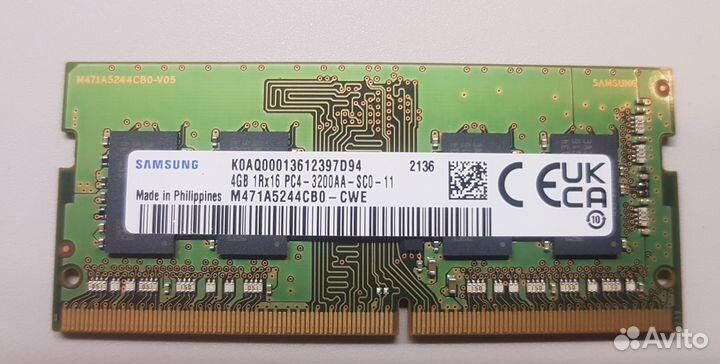 M471A5244CB0-V05
SAMSUNG
SAMSUNG
K0AQ00013612397D94
2136
4GB 1Rx16 PC4-3200AA-SC0-11
Made in Philippines
M471A5244CB0-CWE
CE
UK
CA
10
Avito